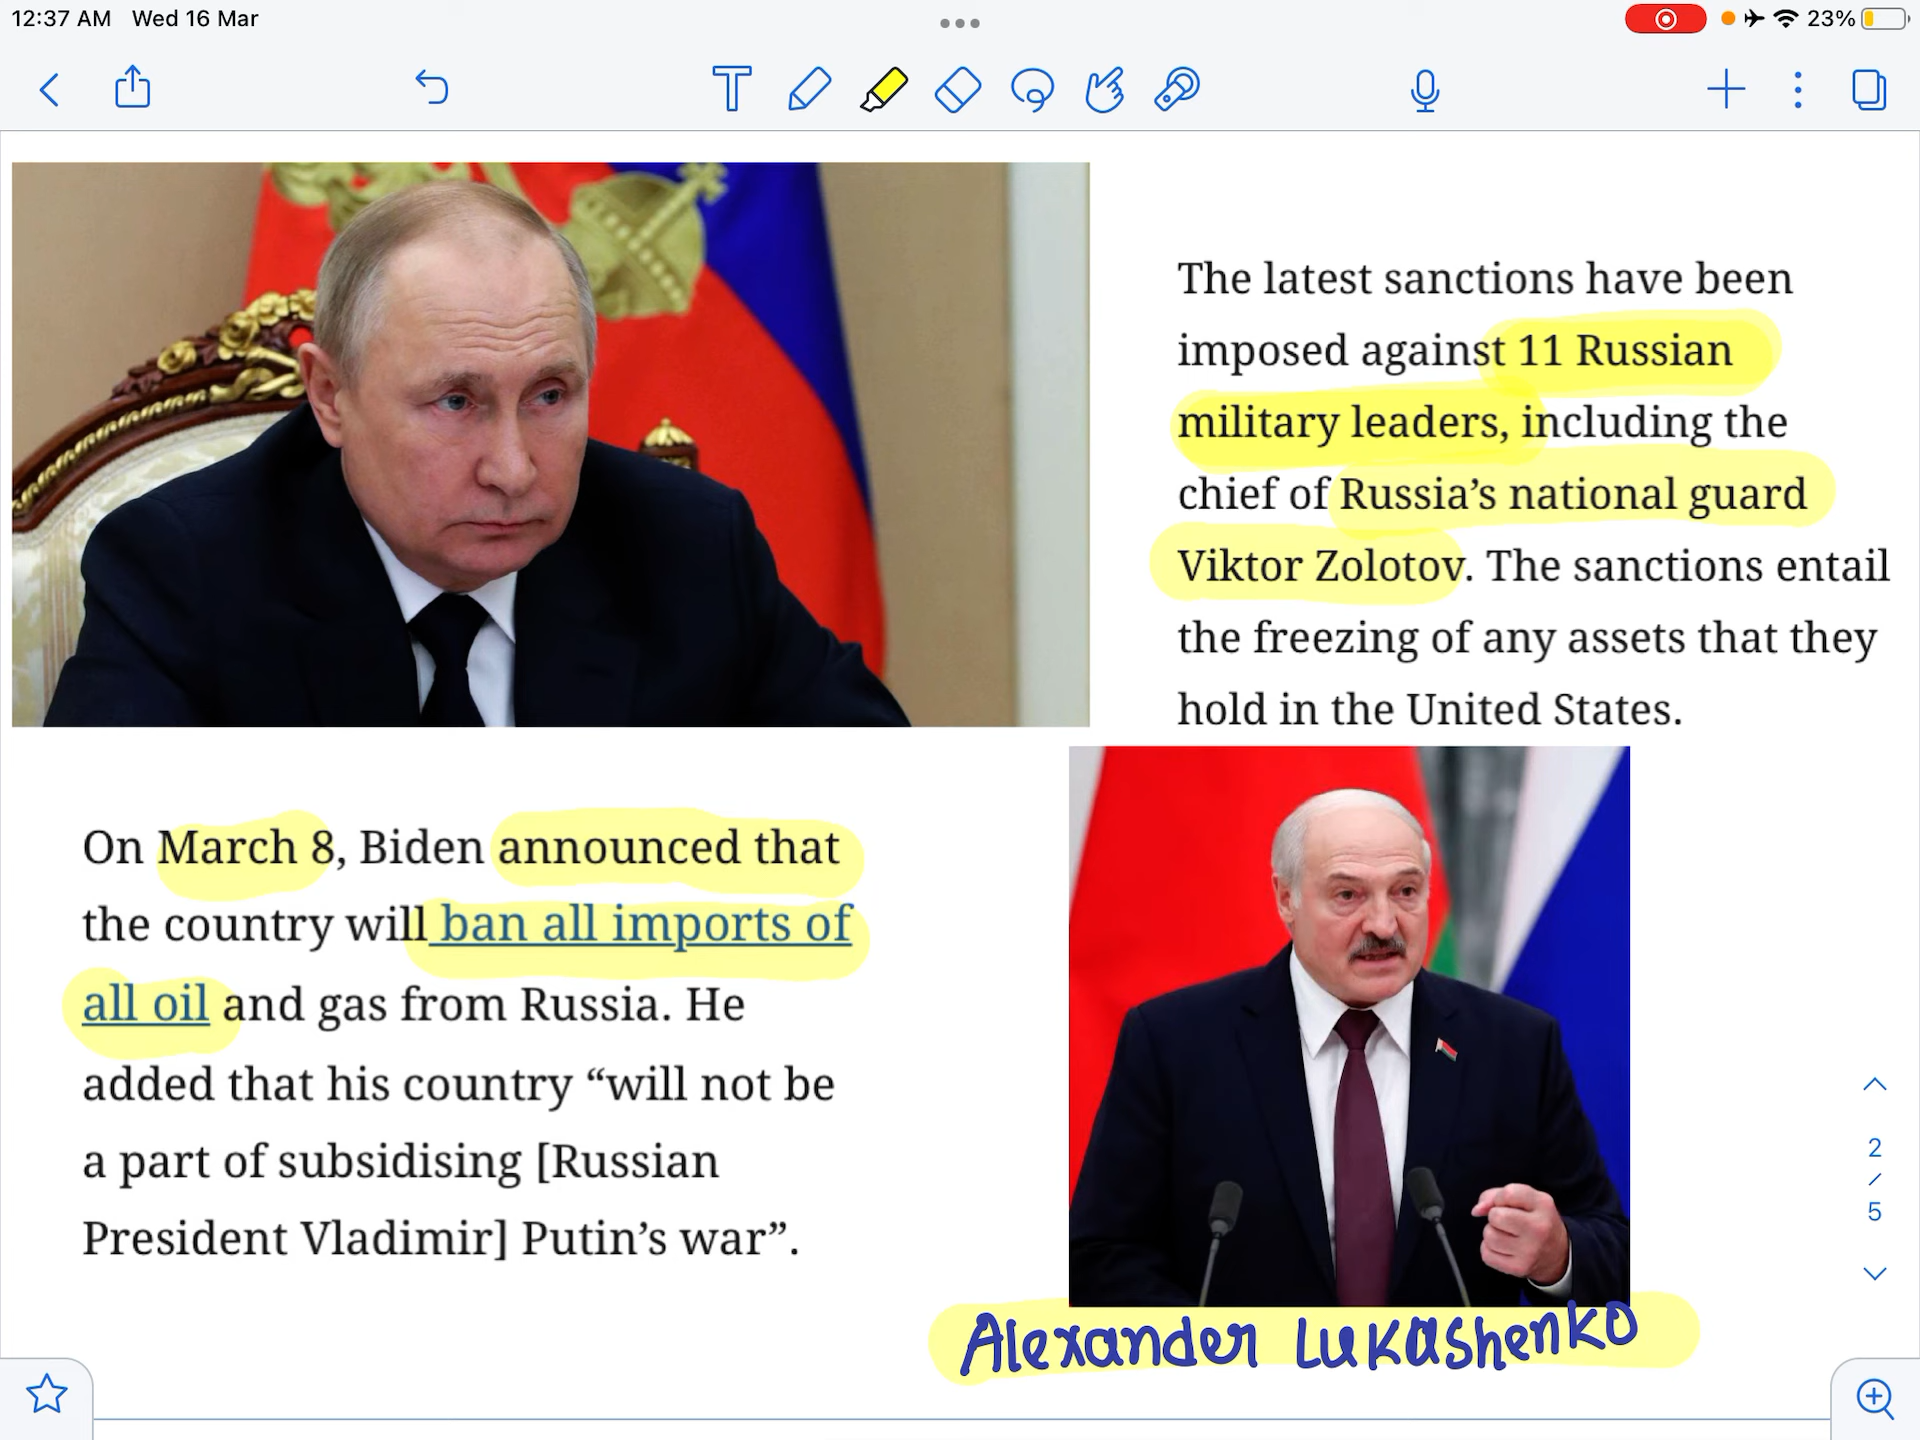 12:37 AM Wed 16 Mar
23%
T
The latest sanctions have been
imposed against 11 Russian
military leaders, including the
chief of Russia’s national guard
Viktor Zolotov. The sanctions entail
the freezing of any assets that they
hold in the United States.
On March 8, Biden announced that
the country will ban all imports of
all oil and gas from Russia. He
added that his country “will not be
a part of subsidising [Russian
President Vladimir] Putin’s war”.
Alexander Lukashenko
2
/
5